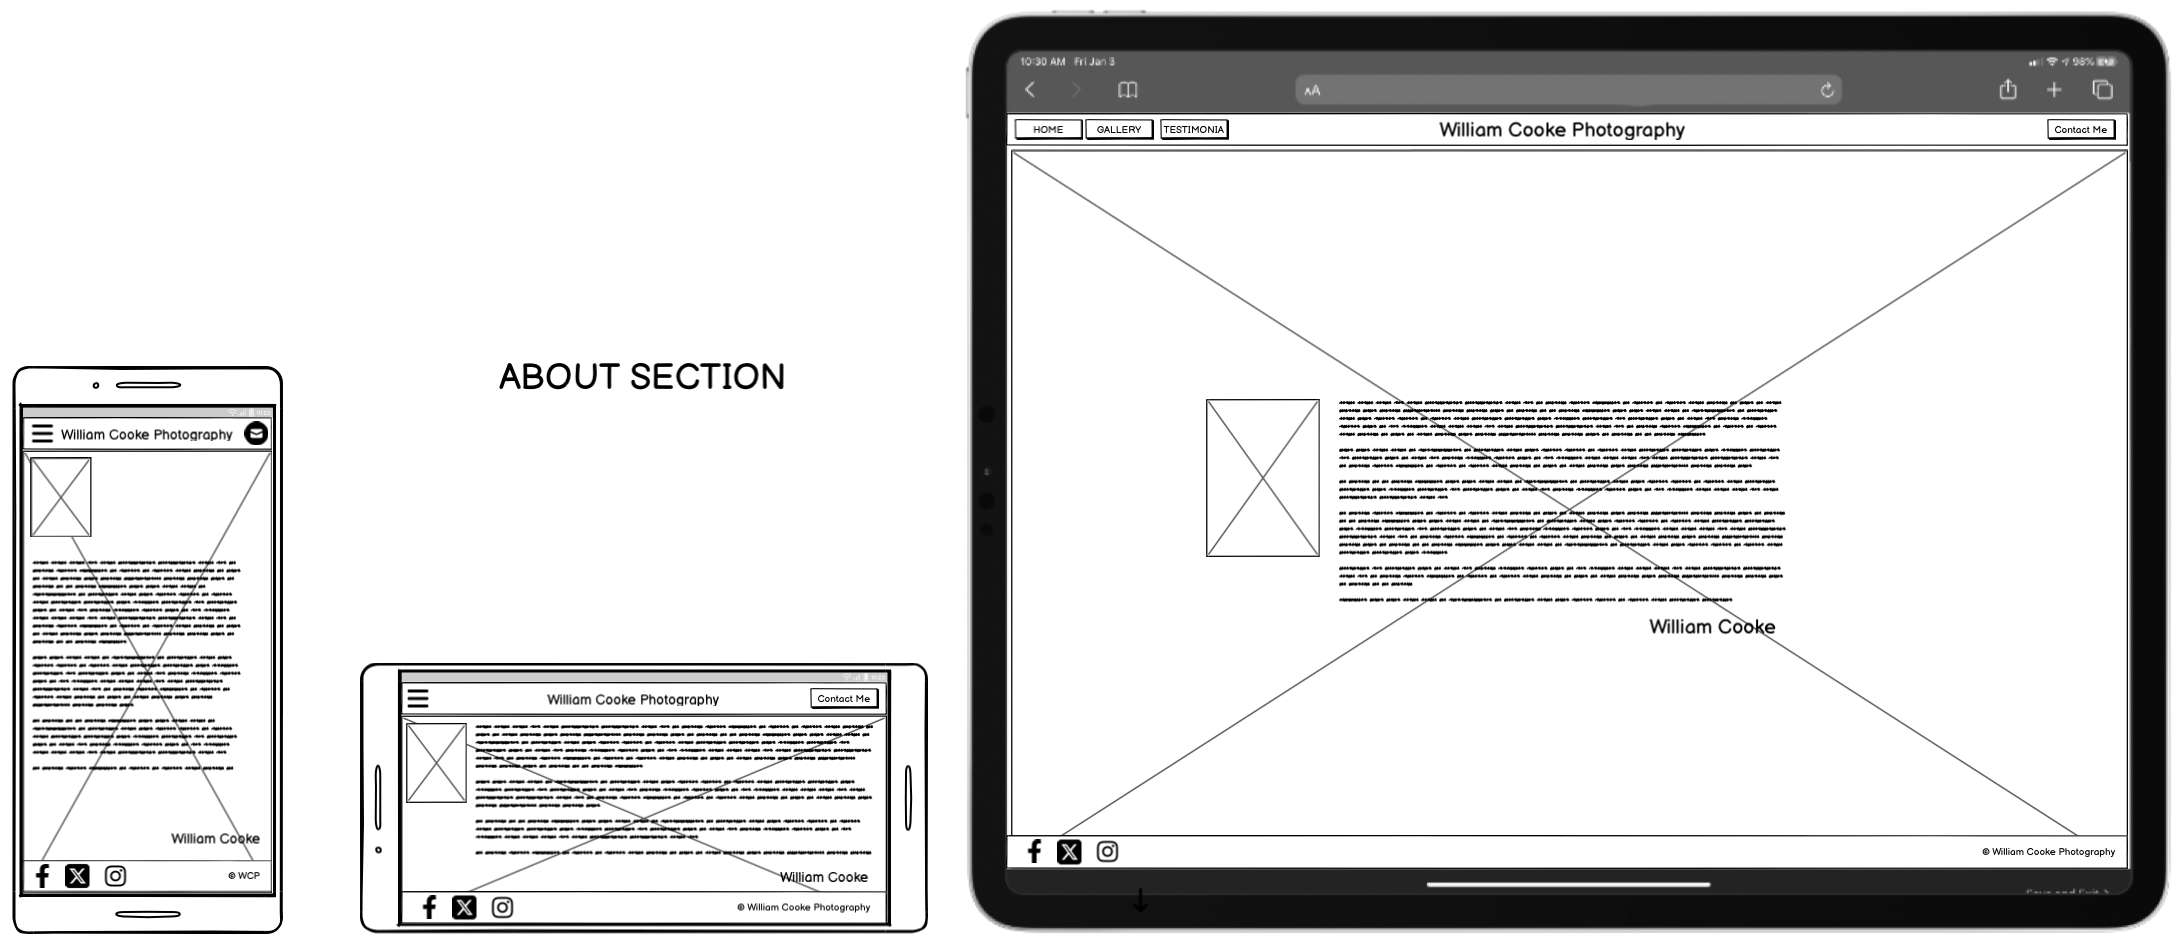 ABOUT SECTION
William Cooke Photography
William Cooke
© WCP
William Cooke Photography
Contact Me
William Cooke
© William Cooke Photography
10:30 AM Fri Jan 3
98%
AA
HOME
GALLERY
TESTIMONIA
William Cooke Photography
Contact Me
William Cooke
© William Cooke Photography